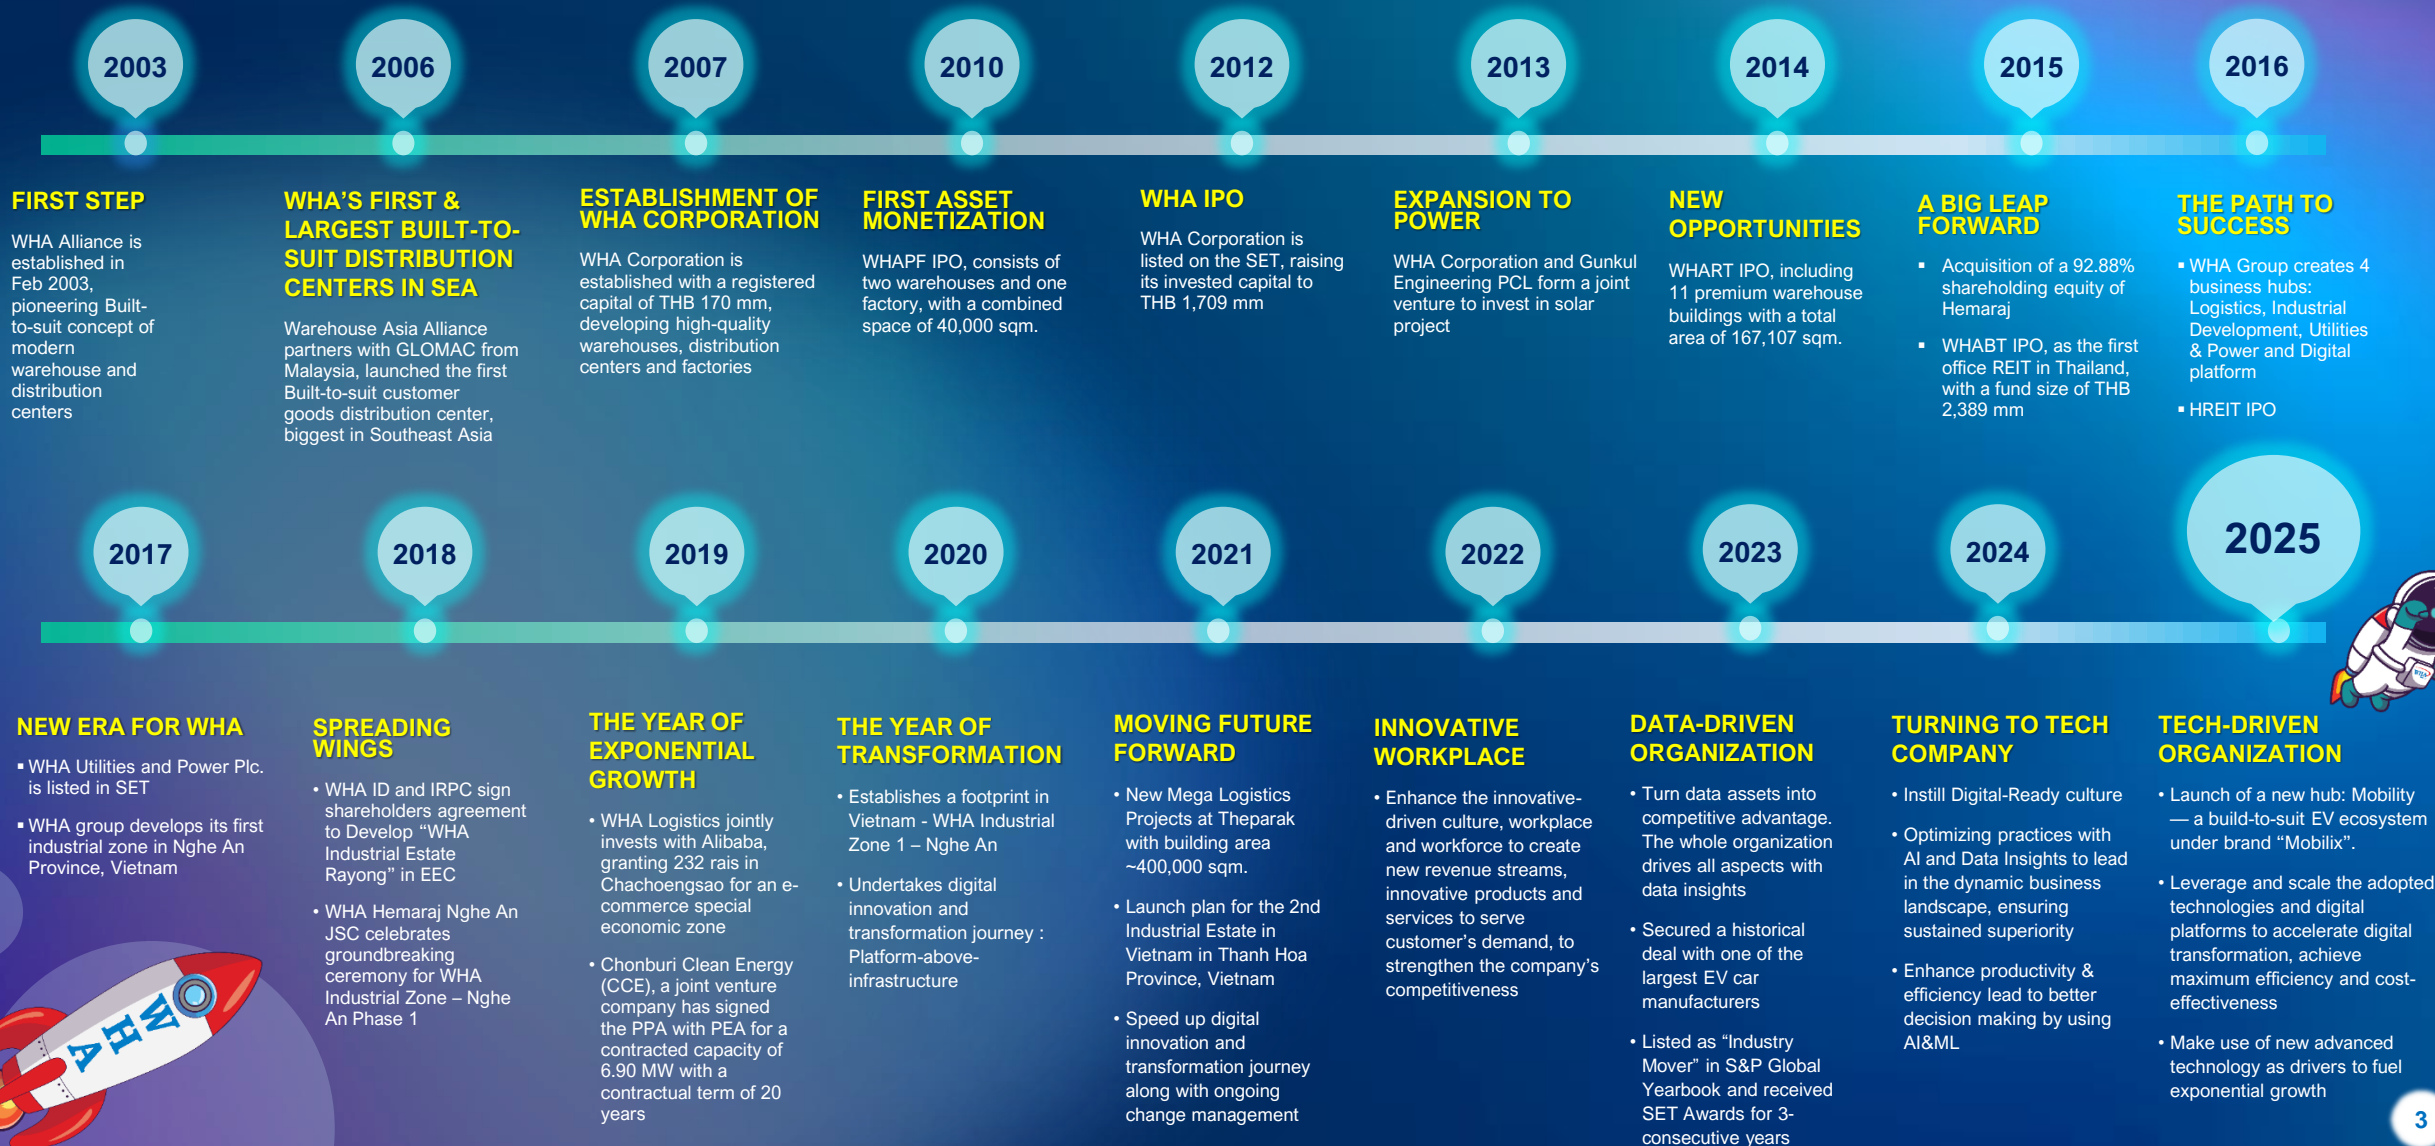 2003
FIRST STEP
WHA Alliance is
established in
Feb 2003,
pioneering Built-
to-suit concept of
modern
warehouse and
distribution
centers
2006
WHA'S FIRST &
LARGEST BUILT-TO-
SUIT DISTRIBUTION
CENTERS IN SEA
Warehouse Asia Alliance
partners with GLOMAC from
Malaysia, launched the first
Built-to-suit customer
goods distribution center,
biggest in Southeast Asia
2007
ESTABLISHMENT OF
WHA CORPORATION
WHA Corporation is
established with a registered
capital of THB 170 mm,
developing high-quality
warehouses, distribution
centers and factories
2010
FIRST ASSET
MONETIZATION
WHAPF IPO, consists of
two warehouses and one
factory, with a combined
space of 40,000 sqm.
2012
WHA IPO
WHA Corporation is
listed on the SET, raising
its invested capital to
THB 1,709 mm
2013
EXPANSION TO
POWER
WHA Corporation and Gunkul
Engineering PCL form a joint
venture to invest in solar
project
2014
NEW
OPPORTUNITIES
WHART IPO, including
11 premium warehouse
buildings with a total
area of 167,107 sqm.
2015
A BIG LEAP
FORWARD
▪ Acquisition of a 92.88%
shareholding equity of
Hemaraj
▪ WHABT IPO, as the first
office REIT in Thailand,
with a fund size of THB
2,389 mm
2016
THE PATH TO
SUCCESS
▪ WHA Group creates 4
business hubs:
Logistics, Industrial
Development, Utilities
& Power and Digital
platform
▪ HREIT IPO
2017
NEW ERA FOR WHA
▪ WHA Utilities and Power Plc.
is listed in SET
▪ WHA group develops its first
industrial zone in Nghe An
Province, Vietnam
2018
SPREADING
WINGS
• WHA ID and IRPC sign
shareholders agreement
to Develop “WHA
Industrial Estate
Rayong” in EEC
• WHA Hemaraj Nghe An
JSC celebrates
groundbreaking
ceremony for WHA
Industrial Zone – Nghe
An Phase 1
2019
THE YEAR OF
EXPONENTIAL
GROWTH
• WHA Logistics jointly
invests with Alibaba,
granting 232 rais in
Chachoengsao for an e-
commerce special
economic zone
• Chonburi Clean Energy
(CCE), a joint venture
company has signed
the PPA with PEA for a
contracted capacity of
6.90 MW with a
contractual term of 20
years
2020
THE YEAR OF
TRANSFORMATION
• Establishes a footprint in
Vietnam - WHA Industrial
Zone 1 – Nghe An
• Undertakes digital
innovation and
transformation journey :
Platform-above-
infrastructure
2021
MOVING FUTURE
FORWARD
• New Mega Logistics
Projects at Theparak
with building area
~400,000 sqm.
• Launch plan for the 2nd
Industrial Estate in
Vietnam in Thanh Hoa
Province, Vietnam
• Speed up digital
innovation and
transformation journey
along with ongoing
change management
2022
INNOVATIVE
WORKPLACE
• Enhance the innovative-
driven culture, workplace
and workforce to create
new revenue streams,
innovative products and
services to serve
customer's demand, to
strengthen the company's
competitiveness
2023
DATA-DRIVEN
ORGANIZATION
• Turn data assets into
competitive advantage.
The whole organization
drives all aspects with
data insights
• Secured a historical
deal with one of the
largest EV car
manufacturers
• Listed as “Industry
Mover” in S&P Global
Yearbook and received
SET Awards for 3-
consecutive years
2024
TURNING TO TECH
COMPANY
• Instill Digital-Ready culture
• Optimizing practices with
AI and Data Insights to lead
in the dynamic business
landscape, ensuring
sustained superiority
• Enhance productivity &
efficiency lead to better
decision making by using
AI&ML
2025
TECH-DRIVEN
ORGANIZATION
• Launch of a new hub: Mobility
— a build-to-suit EV ecosystem
under brand “Mobilix”.
• Leverage and scale the adopted
technologies and digital
platforms to accelerate digital
transformation, achieve
maximum efficiency and cost-
effectiveness
• Make use of new advanced
technology as drivers to fuel
exponential growth
WHA
WHA
3